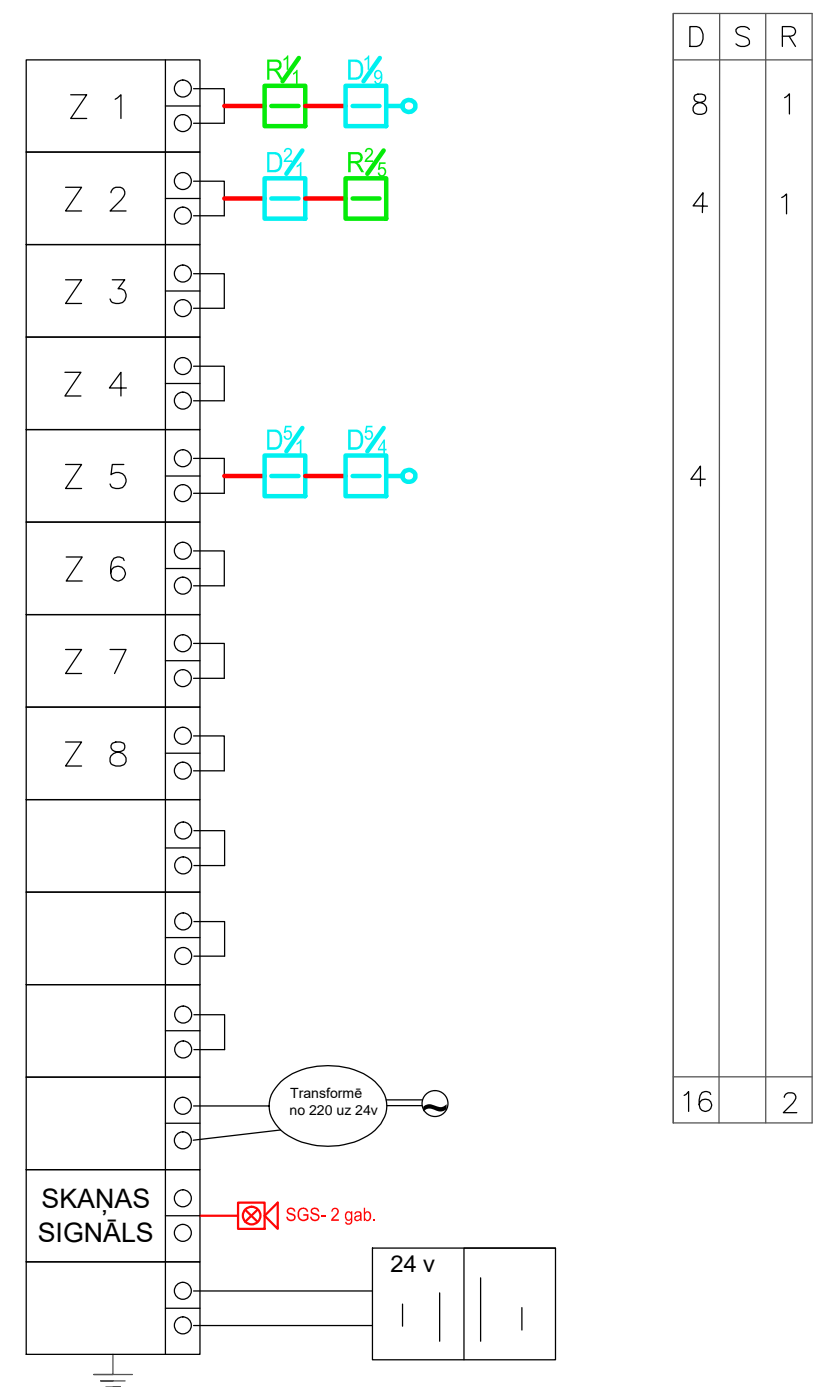 D S R
R1/1 D1/9
Z 1 8 1
D2/1 R2/5
Z 2 4 1
Z 3
Z 4
D5/1 D5/4
Z 5 4
Z 6
Z 7
Z 8
Transformē
no 220 uz 24v
16 2
SKAŅAS
SIGNĀLS
SGS- 2 gab.
24 v